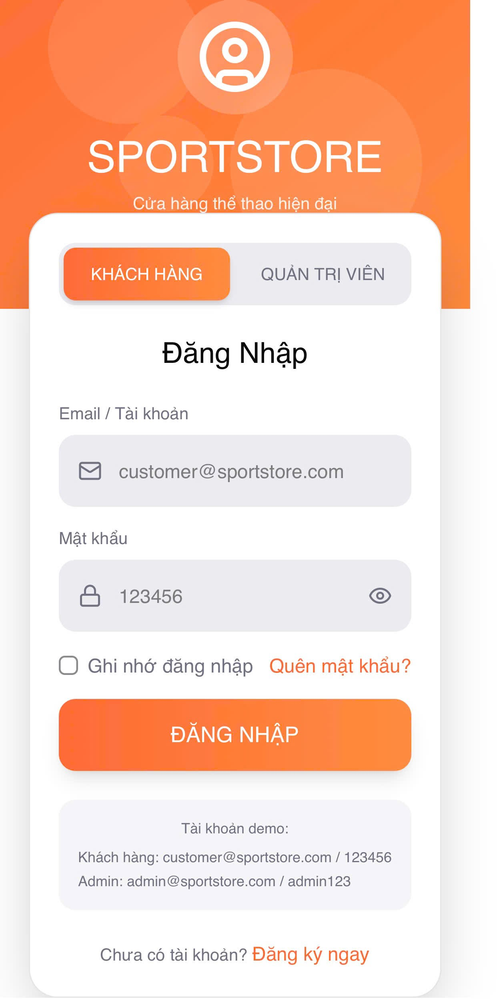 SPORTSTORE
Cửa hàng thể thao hiện đại
KHÁCH HÀNG
QUẢN TRỊ VIÊN
Đăng Nhập
Email / Tài khoản
customer@sportstore.com
Mật khẩu
123456
Ghi nhớ đăng nhập
Quên mật khẩu?
ĐĂNG NHẬP
Tài khoản demo:
Khách hàng: customer@sportstore.com / 123456
Admin: admin@sportstore.com / admin123
Chưa có tài khoản? Đăng ký ngay